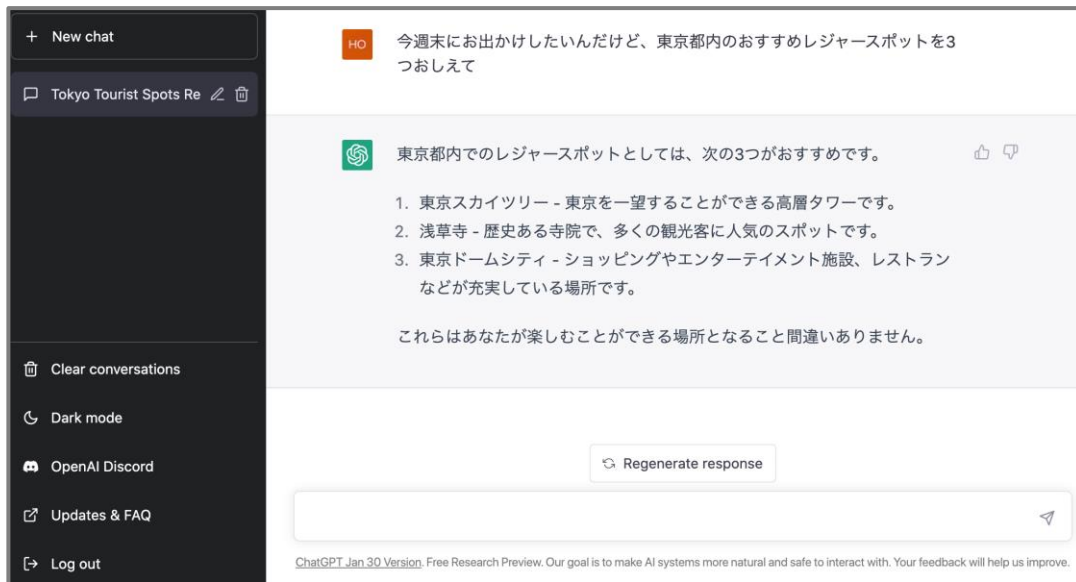 + New chat
Tokyo Tourist Spots Re
Clear conversations
Dark mode
OpenAI Discord
Updates & FAQ
Log out
HO
今週末にお出かけしたいんだけど、東京都内のおすすめレジャースポットを3
つおしえて
東京都内でのレジャースポットとしては、次の3つがおすすめです。
1. 東京スカイツリー - 東京を一望することができる高層タワーです。
2. 浅草寺 - 歴史ある寺院で、多くの観光客に人気のスポットです。
3. 東京ドームシティ - ショッピングやエンターテイメント施設、レストラン
などが充実している場所です。
これらはあなたが楽しむことができる場所となること間違いありません。
Regenerate response
ChatGPT Jan 30 Version. Free Research Preview. Our goal is to make AI systems more natural and safe to interact with. Your feedback will help us improve.